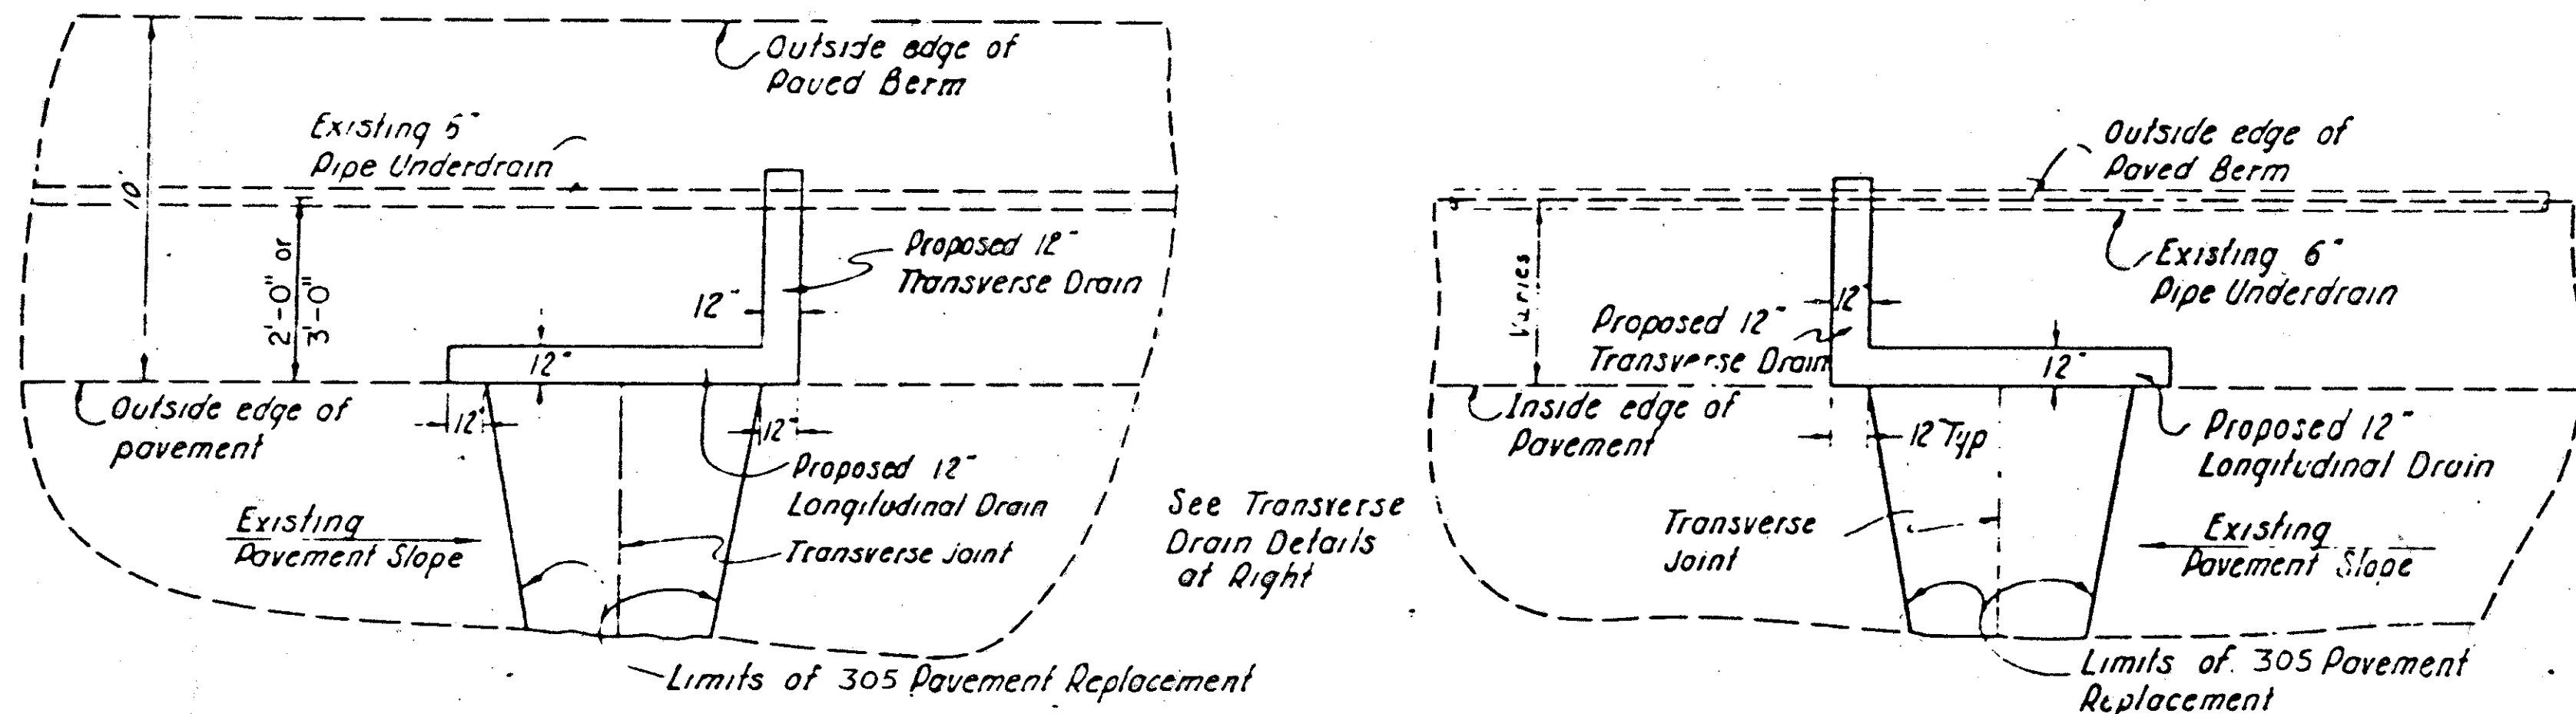 Outside edge of
Paved Berm
Existing 6"
Pipe Underdrain
10'
2'-0" or
3'-0"
Proposed 12"
Transverse Drain
12"
12"
Outside edge of
pavement
12"
12"
Proposed 12"
Longitudinal Drain
Existing
Pavement Slope
Transverse Joint
Limits of 305 Pavement Replacement
See Transverse
Drain Details
at Right
Outside edge of
Paved Berm
Existing 6"
Pipe Underdrain
Varies
12"
Proposed 12"
Transverse Drain
12"
Inside edge of
Pavement
12" Typ
Proposed 12"
Longitudinal Drain
Transverse
Joint
Existing
Pavement Slope
Limits of 305 Pavement
Replacement